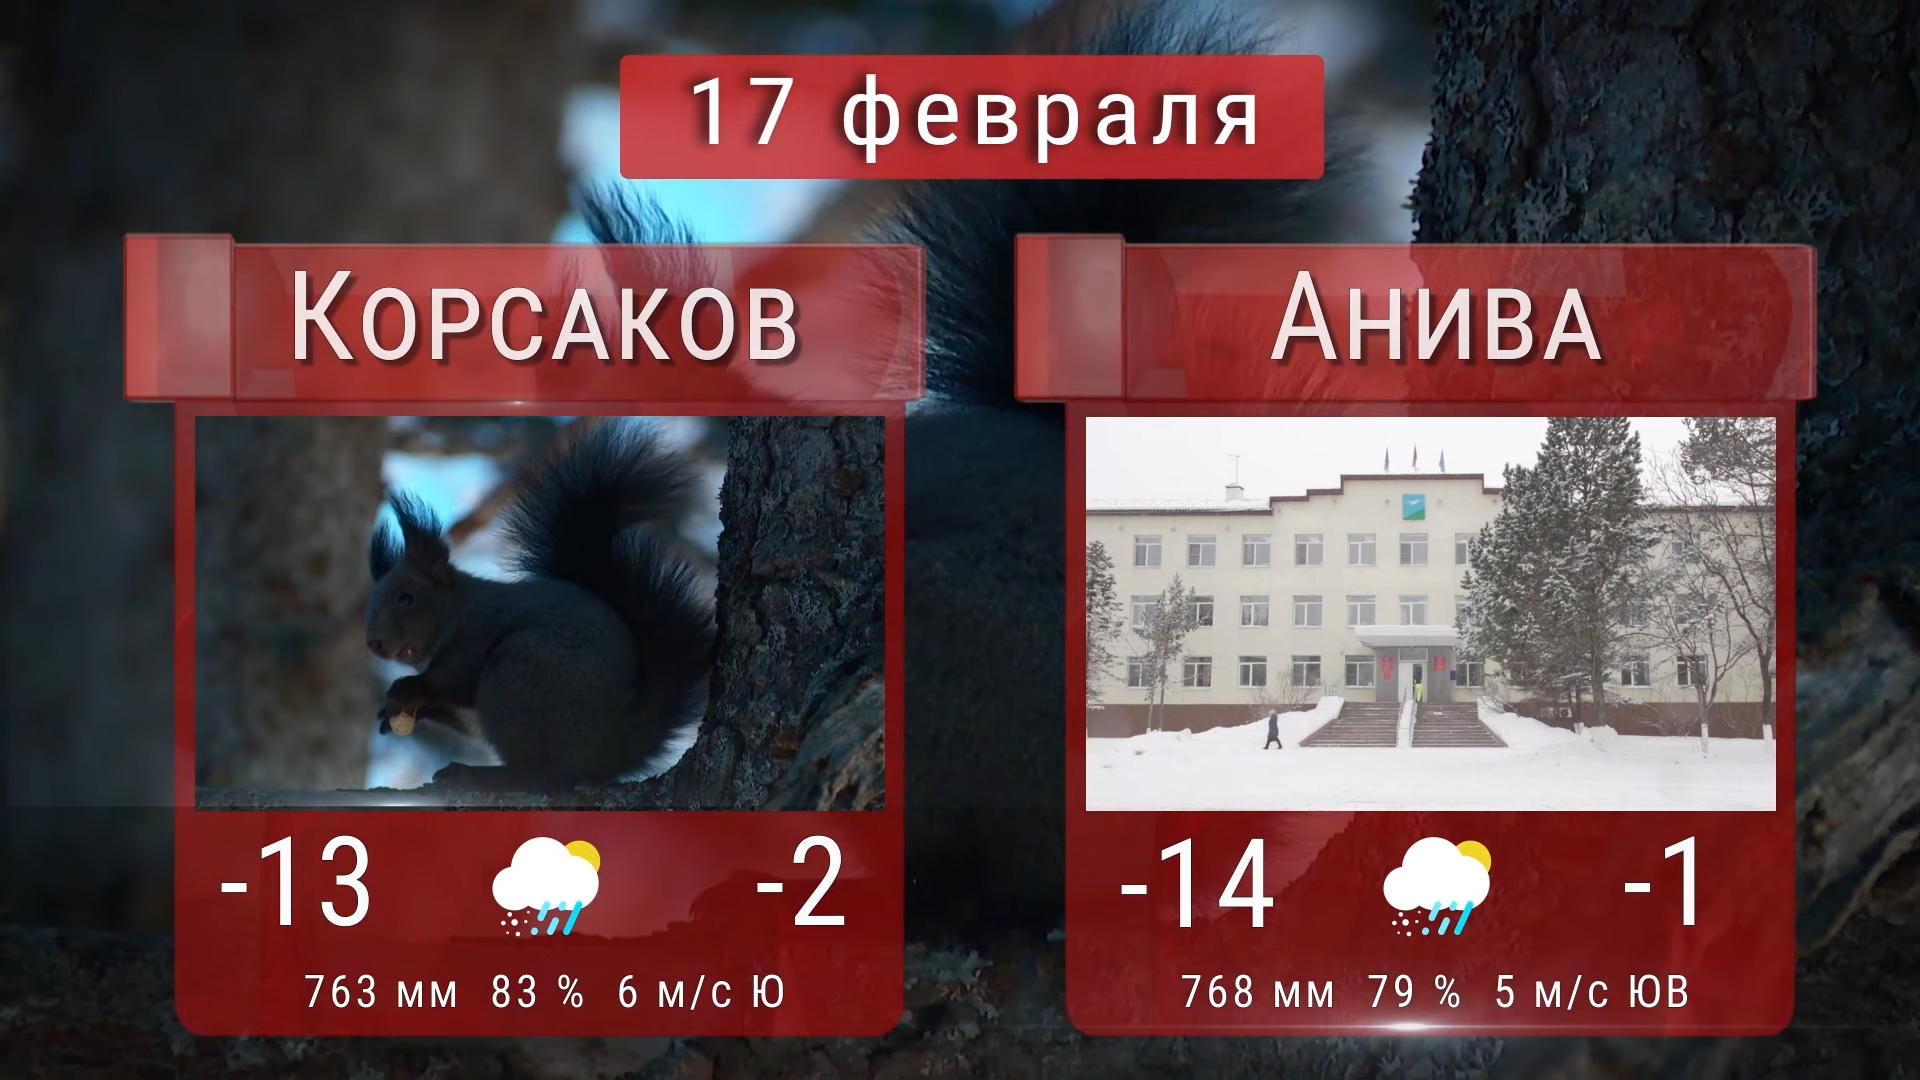 17 февраля
Корсаков
-13 -2
763 мм 83 % 6 м/с Ю
Анива
-14 -1
768 мм 79 % 5 м/с ЮВ